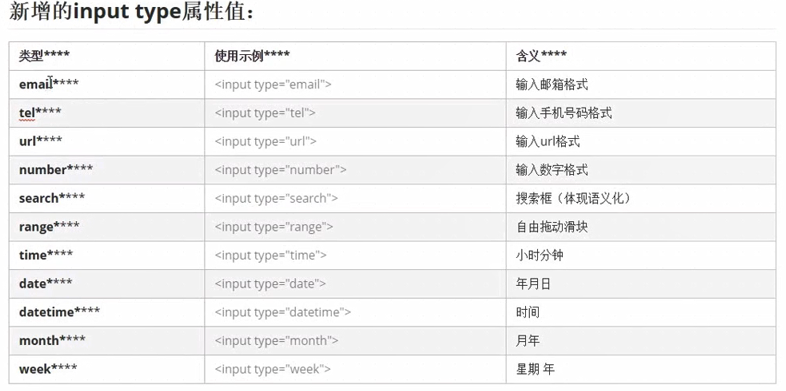 新增的input type属性值：
类型**** 使用示例**** 含义****
email**** <input type="email"> 输入邮箱格式
tel**** <input type="tel"> 输入手机号码格式
url**** <input type="url"> 输入url格式
number**** <input type="number"> 输入数字格式
search**** <input type="search"> 搜索框（体现语义化）
range**** <input type="range"> 自由拖动滑块
time**** <input type="time"> 小时分钟
date**** <input type="date"> 年月日
datetime**** <input type="datetime"> 时间
month**** <input type="month"> 月年
week**** <input type="week"> 星期 年